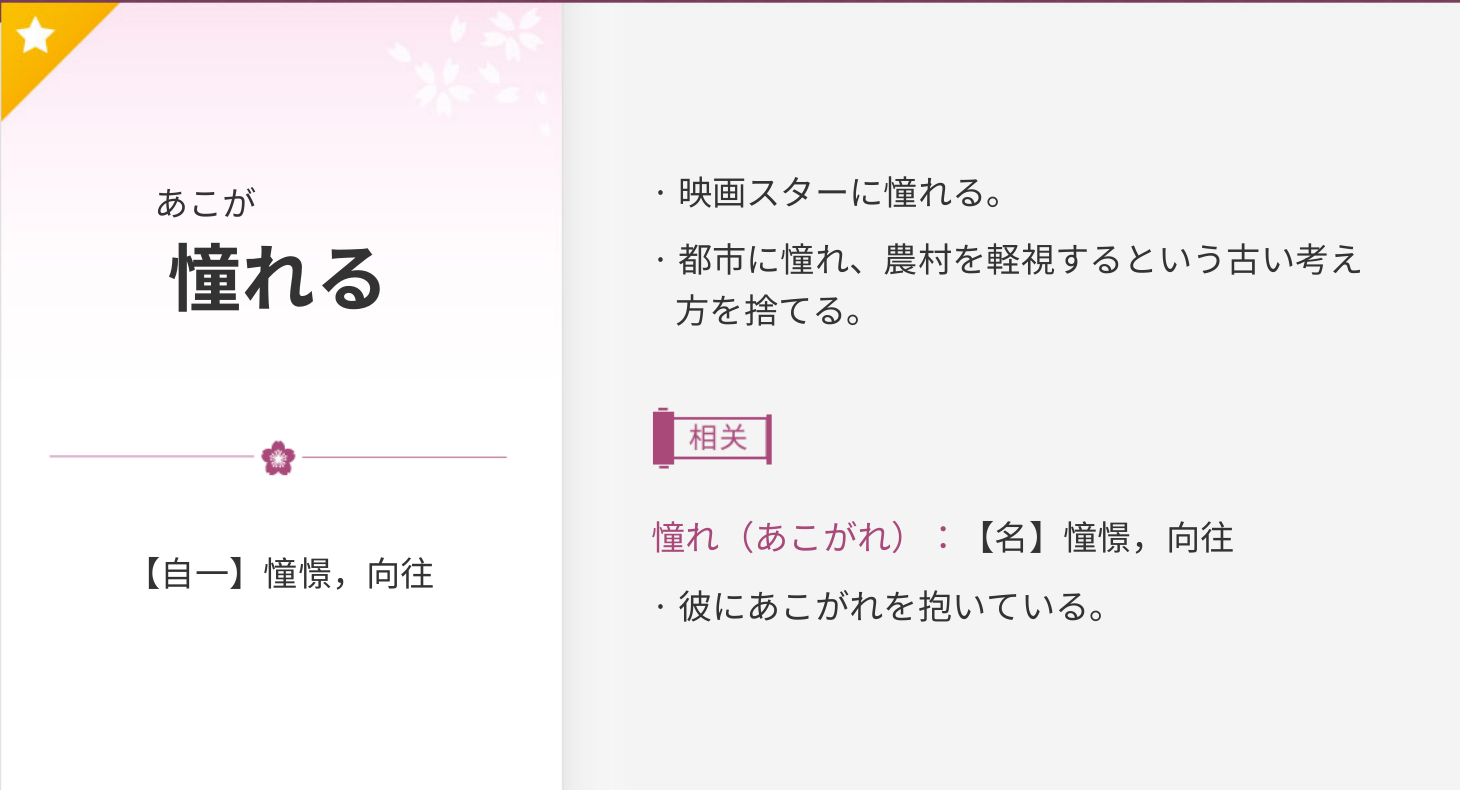 あこが
憧れる
【自一】憧憬，向往
· 映画スターに憧れる。
· 都市に憧れ、農村を軽視するという古い考え
方を捨てる。
相关
憧れ（あこがれ）：【名】憧憬，向往
· 彼にあこがれを抱いている。